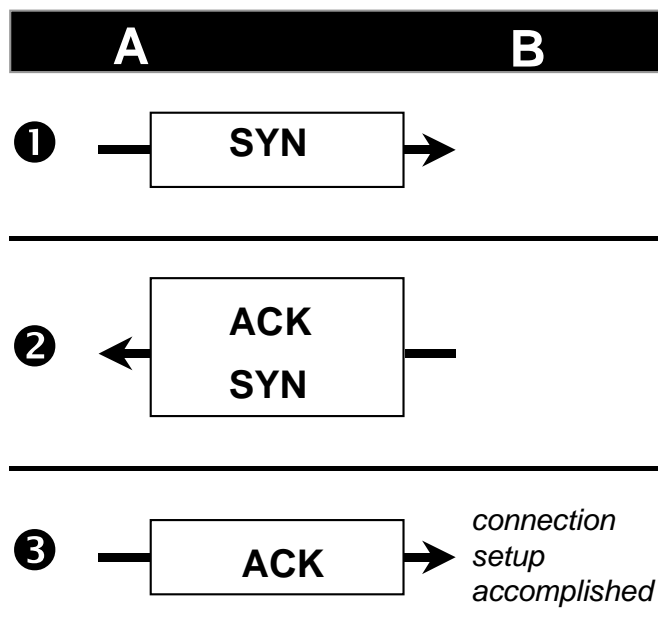 A B
❶ SYN
❷ ACK
SYN
❸ ACK
connection
setup
accomplished